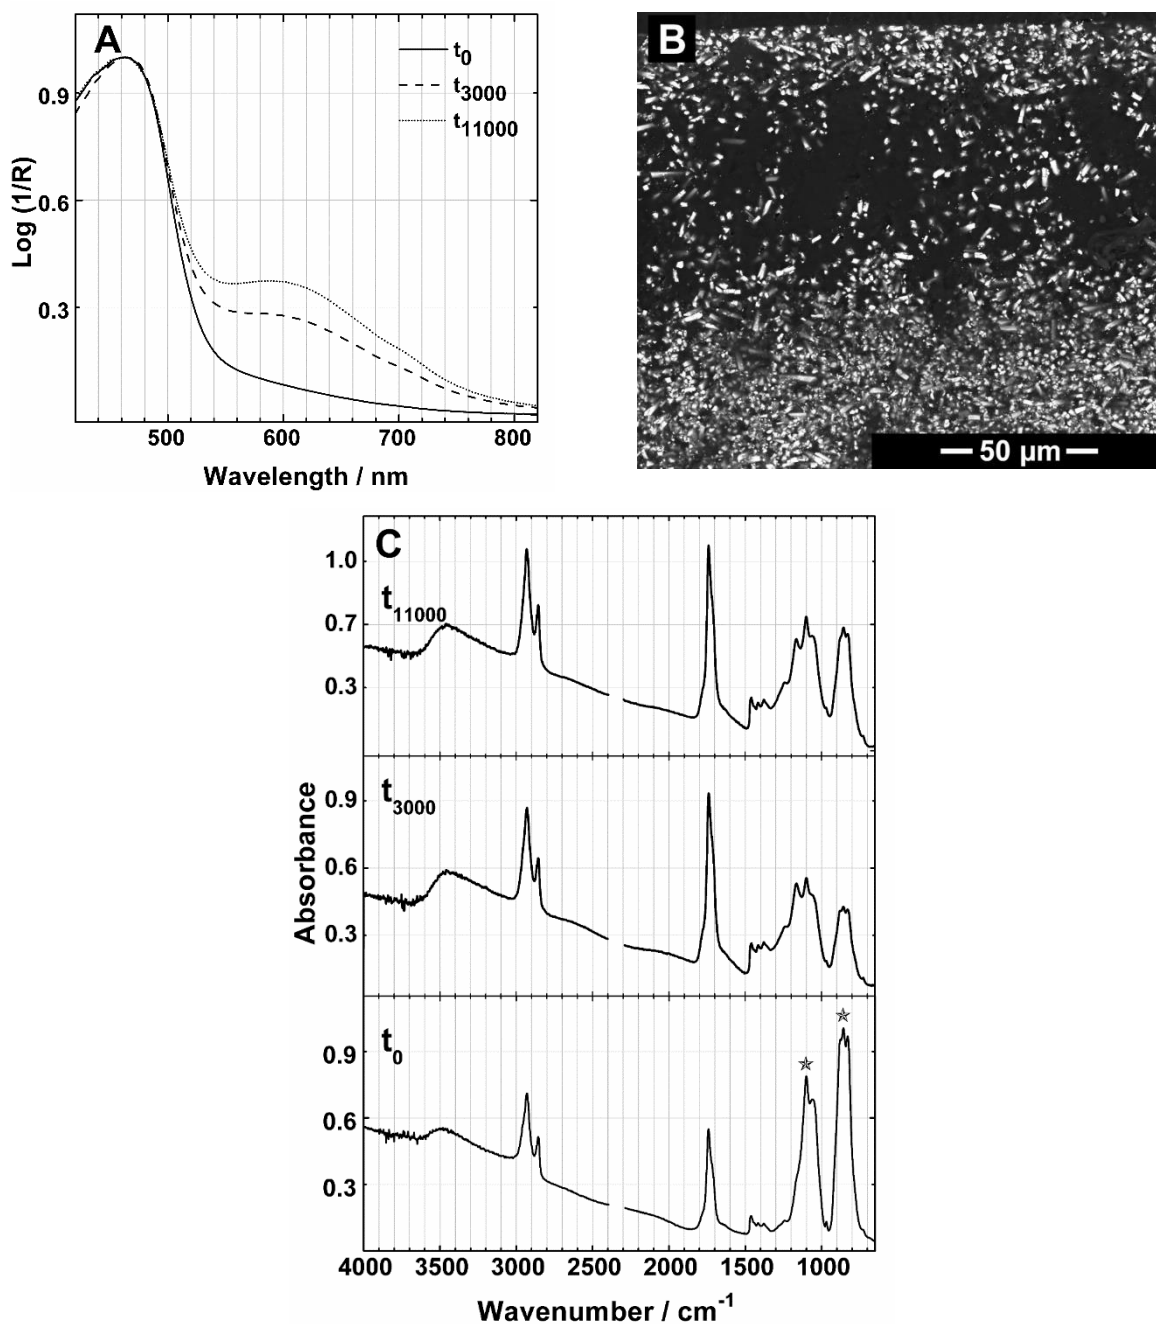 A
t0
t3000
t11000
0.9
0.6
0.3
Log (1/R)
500 600 700 800
Wavelength / nm
B
50 µm
C
t11000
1.0
0.7
0.3
t3000
0.9
0.6
0.3
Absorbance
t0
0.9
0.6
0.3
4000 3500 3000 2500 2000 1500 1000
Wavenumber / cm-1